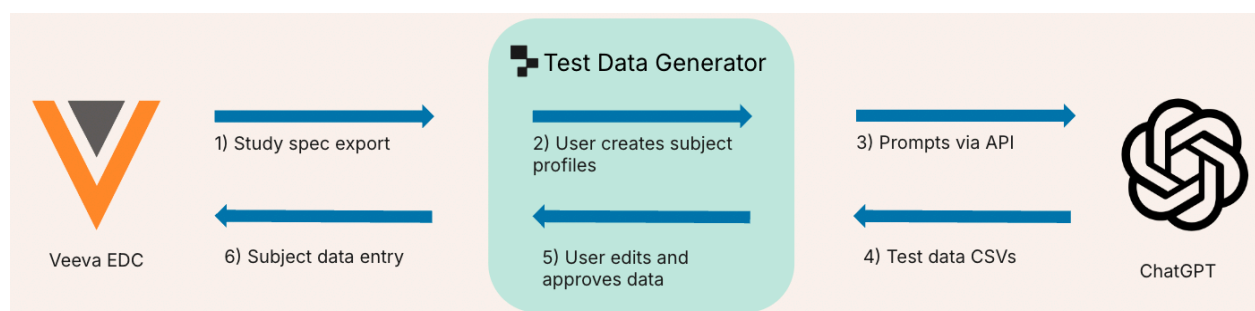 Test Data Generator
1) Study spec export
2) User creates subject
profiles
3) Prompts via API
6) Subject data entry
5) User edits and
approves data
4) Test data CSVs
Veeva EDC
ChatGPT